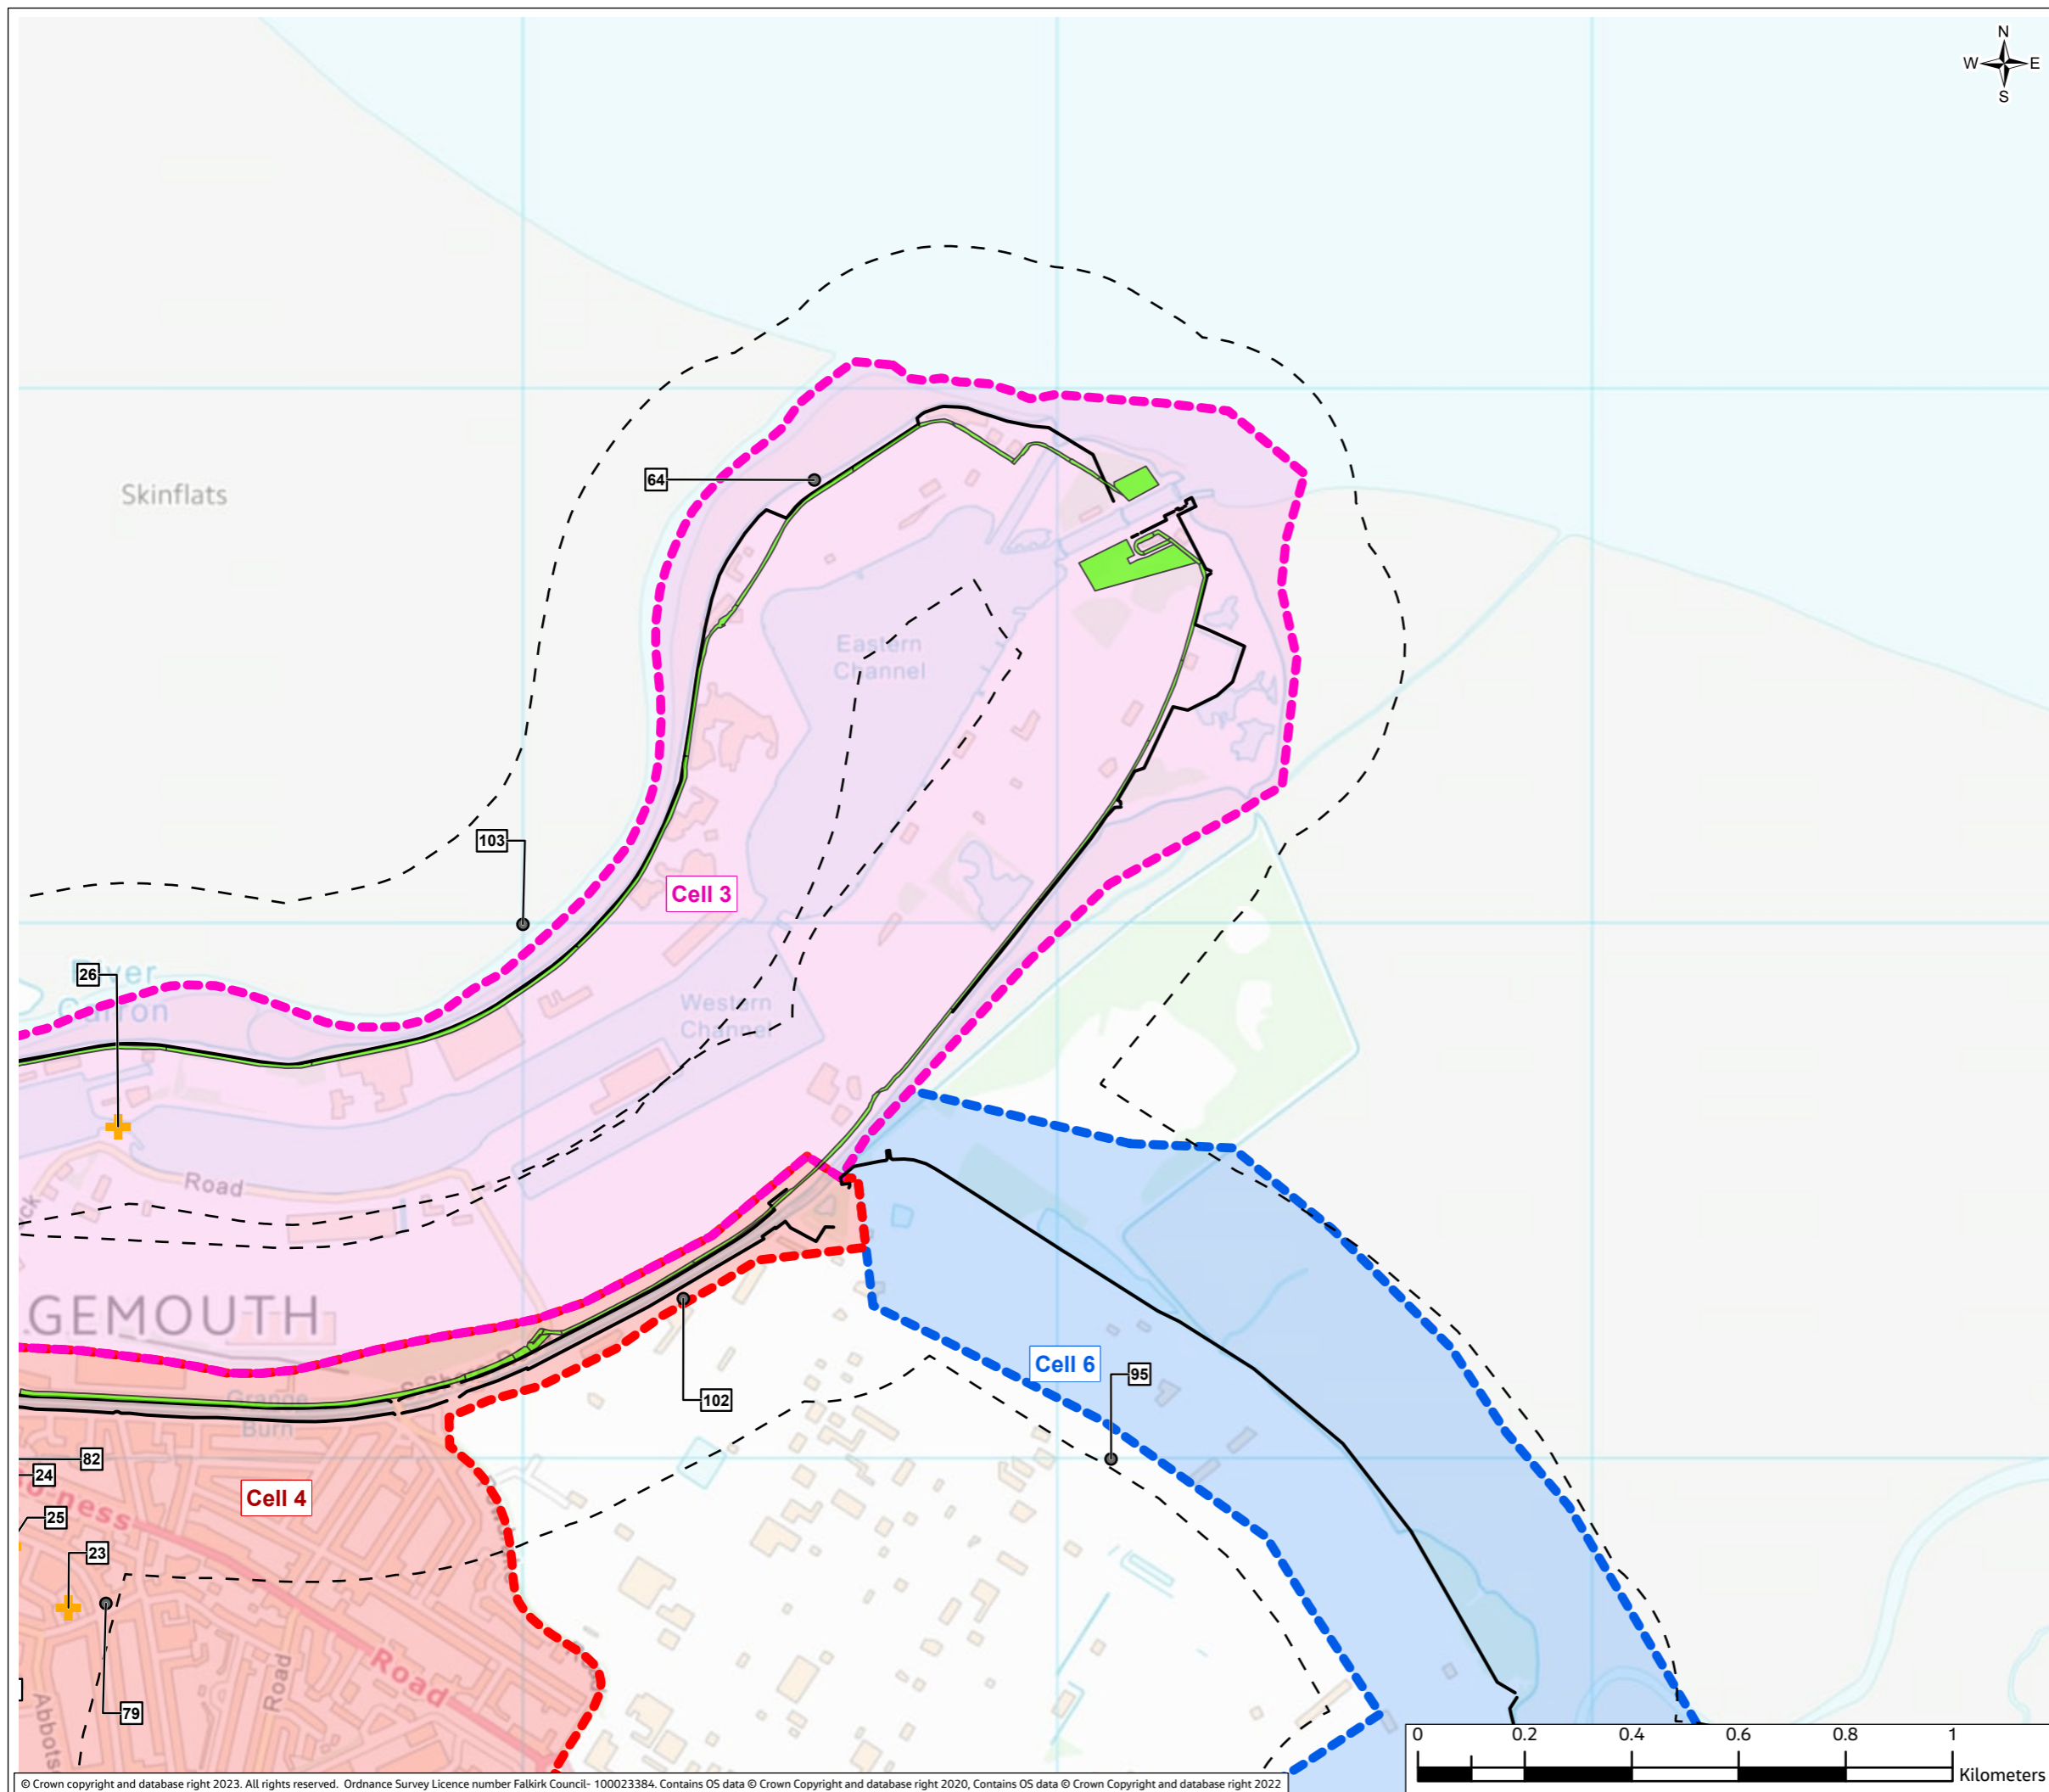 N
W E
S
Skinflats
64
Eastern
Channel
103
Cell 3
26
River
Carron
Western
Channel
Road
GEMOUTH
Cell 6
95
102
Grange
Burn
82
24
Cell 4
25
o-ness
23
Road
Road
79
Abbots
0 0.2 0.4 0.6 0.8 1
Kilometers
© Crown copyright and database right 2023. All rights reserved. Ordnance Survey Licence number Falkirk Council- 100023384. Contains OS data © Crown Copyright and database right 2020, Contains OS data © Crown Copyright and database right 2022